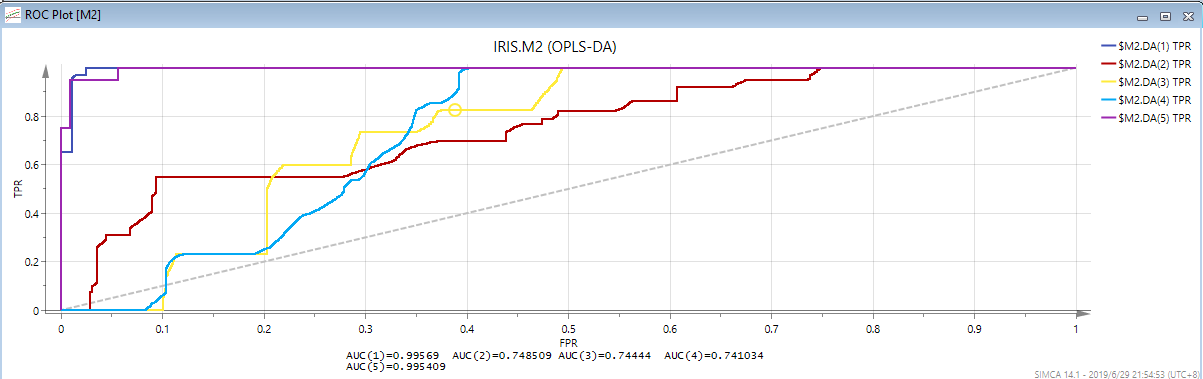 ROC Plot [M2]
IRIS.M2 (OPLS-DA)
$M2.DA(1) TPR
$M2.DA(2) TPR
$M2.DA(3) TPR
$M2.DA(4) TPR
$M2.DA(5) TPR
TPR
0.8
0.6
0.4
0.2
0
0 0.1 0.2 0.3 0.4 0.5 0.6 0.7 0.8 0.9 1
FPR
AUC(1)=0.99569 AUC(2)=0.748509 AUC(3)=0.74444 AUC(4)=0.741034
AUC(5)=0.995409
SIMCA 14.1 - 2019/6/29 21:54:53 (UTC+8)